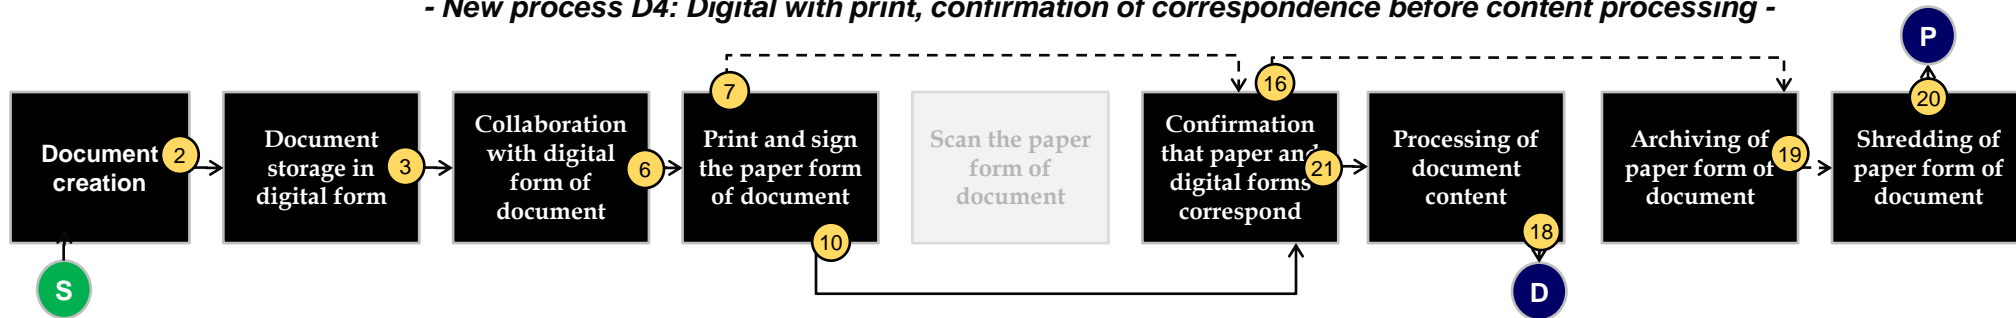 - New process D4: Digital with print, confirmation of correspondence before content processing -
P
7
16
20
Document
creation
2
Document
storage in
digital form
3
Collaboration
with digital
form of
document
6
Print and sign
the paper form
of document
10
Scan the paper
form of
document
Confirmation
that paper and
digital forms
correspond
21
Processing of
document
content
18
Archiving of
paper form of
document
19
Shredding of
paper form of
document
S
D